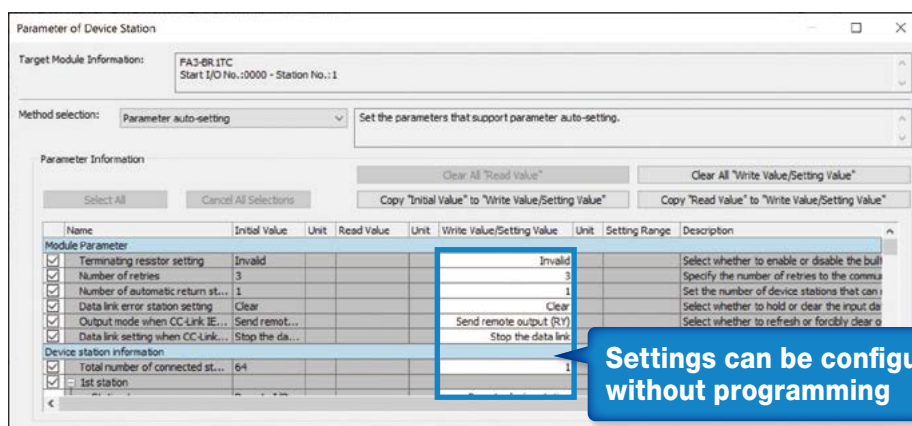 Parameter of Device Station
Target Module Information:
FA3-BR1TC
Start I/O No.:0000 - Station No.:1
Method selection: Parameter auto-setting
Set the parameters that support parameter auto-setting.
Parameter Information
Clear All "Read Value" Clear All "Write Value/Setting Value"
Select All Cancel All Selections Copy "Initial Value" to "Write Value/Setting Value" Copy "Read Value" to "Write Value/Setting Value"
Name Initial Value Unit Read Value Unit Write Value/Setting Value Unit Setting Range Description
Module Parameter
Terminating resistor setting Invalid Invalid Select whether to enable or disable the buil
Number of retries 3 3 Specify the number of retries to the commu
Number of automatic return st... 1 1 Set the number of device stations that can
Data link error station setting Clear Clear Select whether to hold or clear the input da
Output mode when CC-Link IE... Send remot... Send remote output (RY) Select whether to refresh or forcibly clear o
Data link setting when CC-Link... Stop the da... Stop the data link
Device station information
Total number of connected st... 64 1
1st station
Settings can be configu
without programming